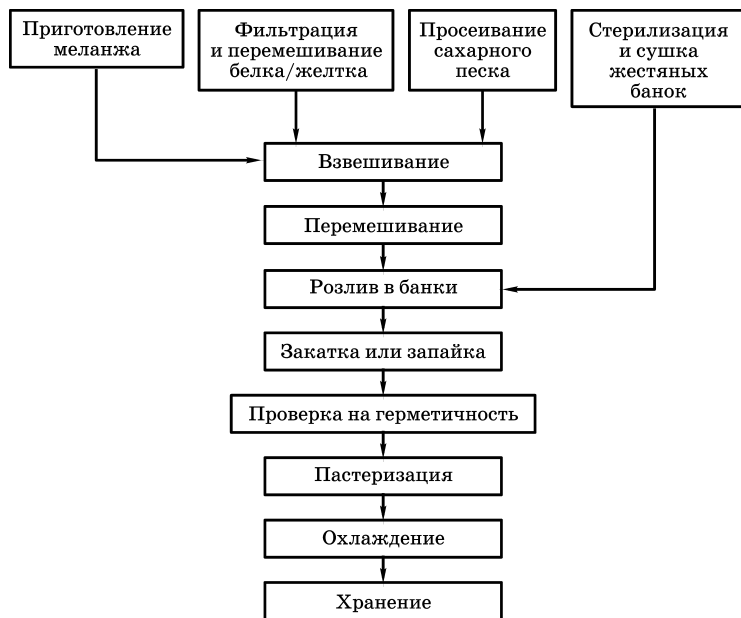 Приготовление
меланжа
Фильтрация
и перемешивание
белка/желтка
Просеивание
сахарного
песка
Стерилизация
и сушка
жестяных
банок
Взвешивание
Перемешивание
Розлив в банки
Закатка или запайка
Проверка на герметичность
Пастеризация
Охлаждение
Хранение